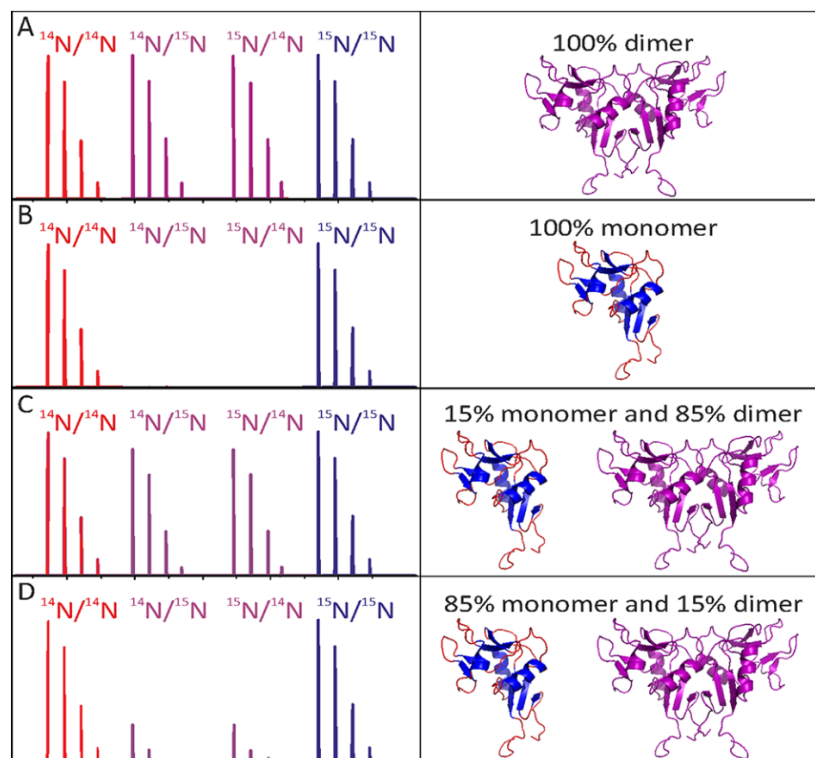 A
¹⁴N/¹⁴N ¹⁴N/¹⁵N ¹⁵N/¹⁴N ¹⁵N/¹⁵N
100% dimer
B
¹⁴N/¹⁴N ¹⁴N/¹⁵N ¹⁵N/¹⁴N ¹⁵N/¹⁵N
100% monomer
C
¹⁴N/¹⁴N ¹⁴N/¹⁵N ¹⁵N/¹⁴N ¹⁵N/¹⁵N
15% monomer and 85% dimer
D
¹⁴N/¹⁴N ¹⁴N/¹⁵N ¹⁵N/¹⁴N ¹⁵N/¹⁵N
85% monomer and 15% dimer